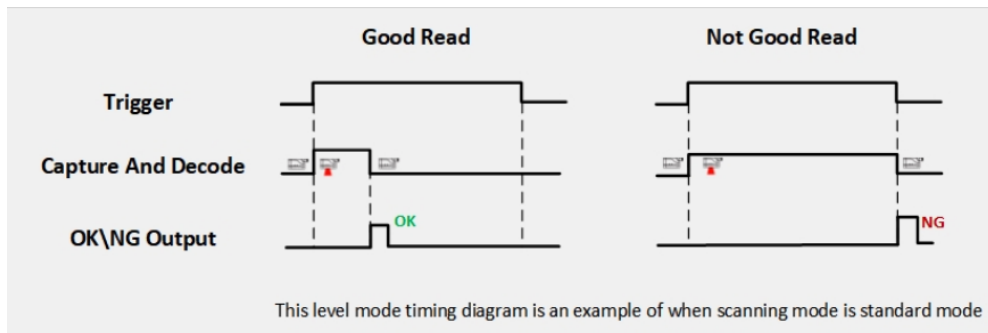 Good Read
Not Good Read
Trigger
Capture And Decode
OK
NG
OK\NG Output
This level mode timing diagram is an example of when scanning mode is standard mode